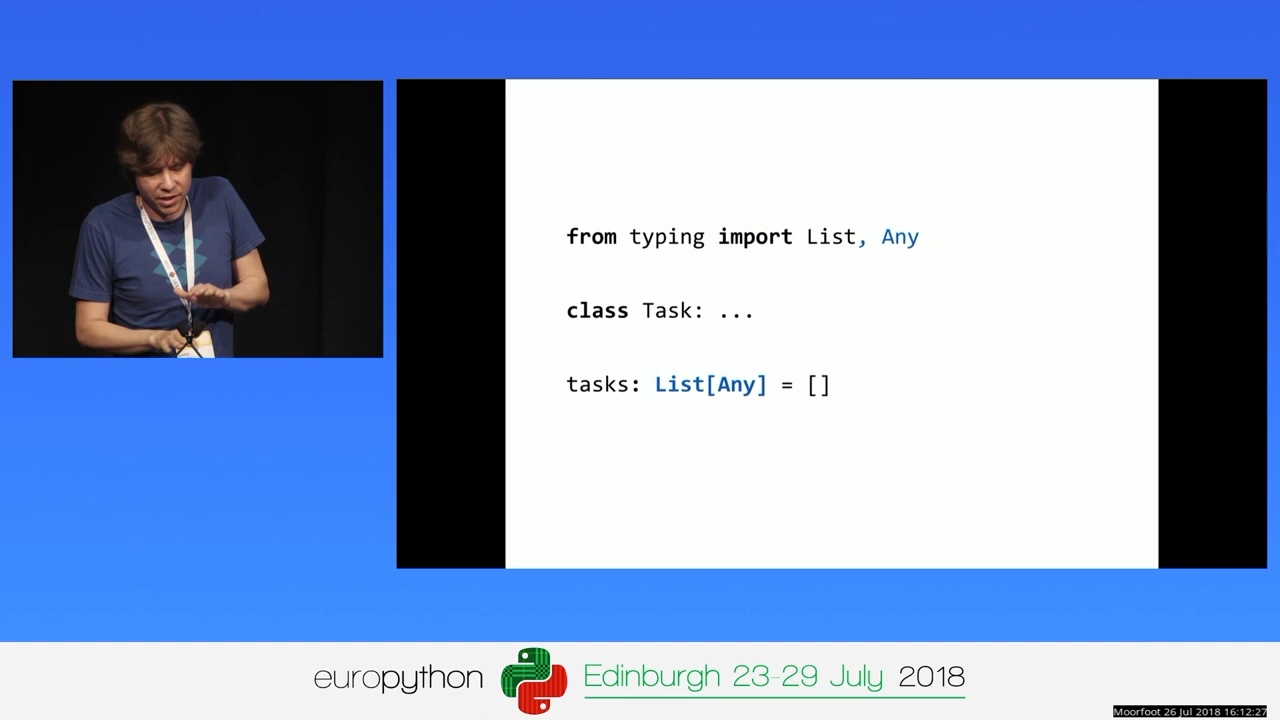 from typing import List, Any
class Task: ...
tasks: List[Any] = []
europython Edinburgh 23-29 July 2018
Moorfoot 26 Jul 2018 16:12:27